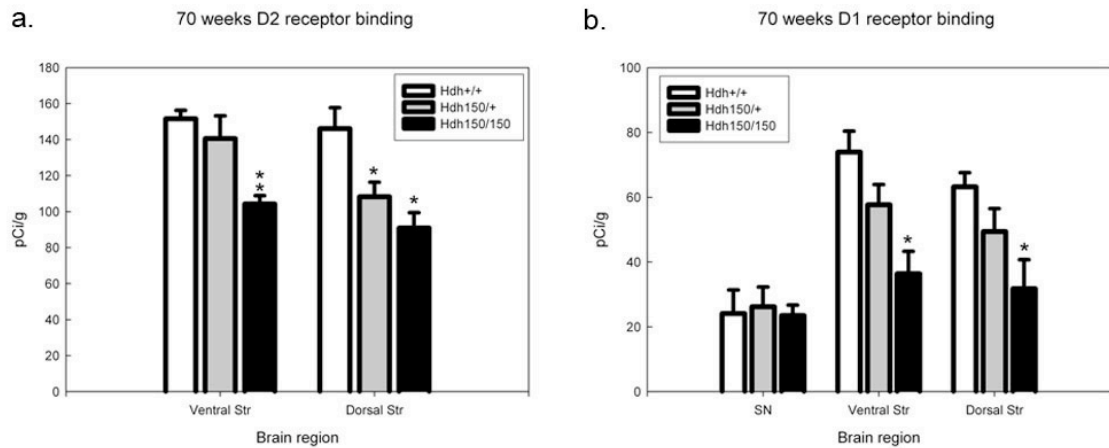 a.
70 weeks D2 receptor binding
180
160
140
120
100
80
60
40
20
0
pCi/g
Hdh+/+
Hdh150/+
Hdh150/150
*
*
*
*
Ventral Str
Dorsal Str
Brain region
b.
70 weeks D1 receptor binding
100
80
60
40
20
0
pCi/g
Hdh+/+
Hdh150/+
Hdh150/150
*
*
SN
Ventral Str
Dorsal Str
Brain region